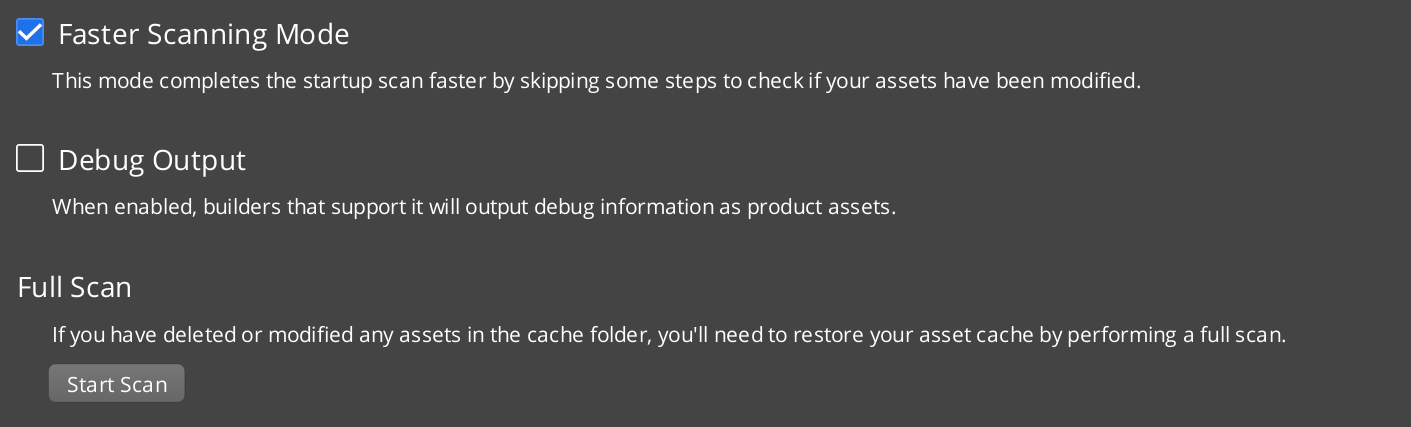 Faster Scanning Mode
This mode completes the startup scan faster by skipping some steps to check if your assets have been modified.
Debug Output
When enabled, builders that support it will output debug information as product assets.
Full Scan
If you have deleted or modified any assets in the cache folder, you'll need to restore your asset cache by performing a full scan.
Start Scan